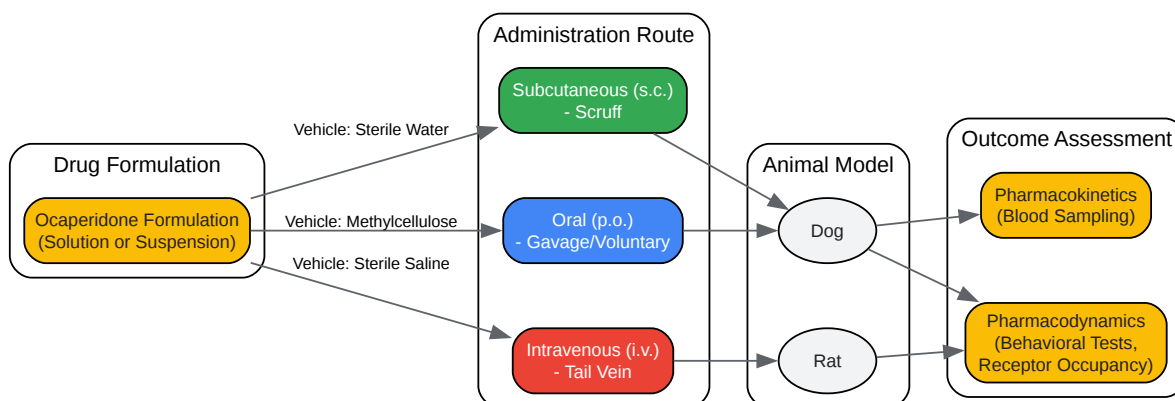 Administration Route
Subcutaneous (s.c.)
- Scruff
Vehicle: Sterile Water
Drug Formulation
Animal Model
Outcome Assessment
Ocaperidone Formulation
(Solution or Suspension)
Vehicle: Methylcellulose
Oral (p.o.)
- Gavage/Voluntary
Dog
Pharmacokinetics
(Blood Sampling)
Vehicle: Sterile Saline
Intravenous (i.v.)
- Tail Vein
Rat
Pharmacodynamics
(Behavioral Tests,
Receptor Occupancy)